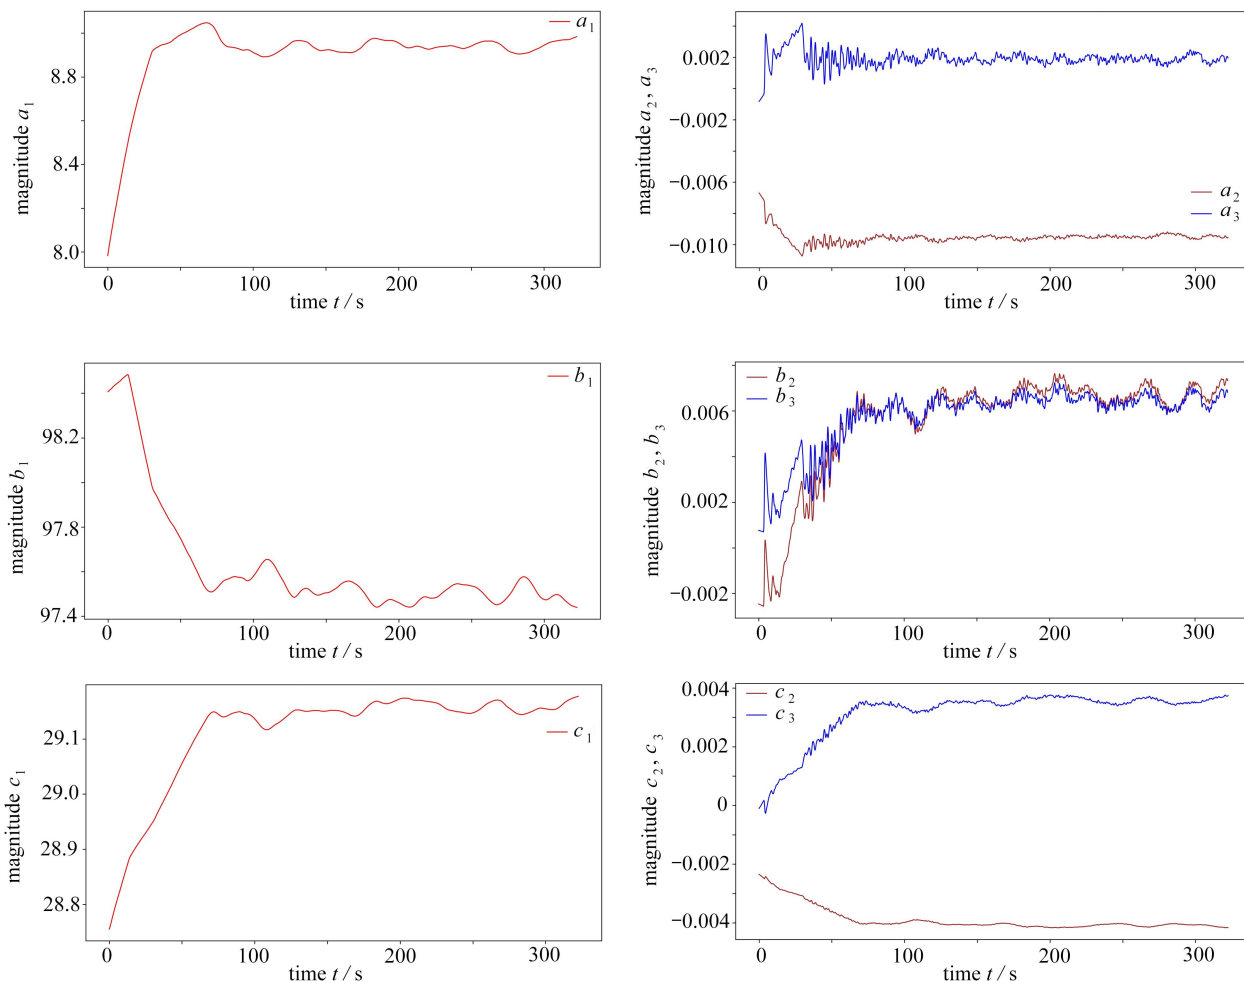 magnitude a₁
8.8
8.4
8.0
a₁
0 100 200 300
time t / s
magnitude a₂, a₃
0.002
−0.002
−0.006
−0.010
a₂
a₃
0 100 200 300
time t / s
magnitude b₁
98.2
97.8
97.4
b₁
0 100 200 300
time t / s
magnitude b₂, b₃
0.006
0.002
−0.002
b₂
b₃
0 100 200 300
time t / s
magnitude c₁
29.1
29.0
28.9
28.8
c₁
0 100 200 300
time t / s
magnitude c₂, c₃
0.004
0.002
0
−0.002
−0.004
c₂
c₃
0 100 200 300
time t / s